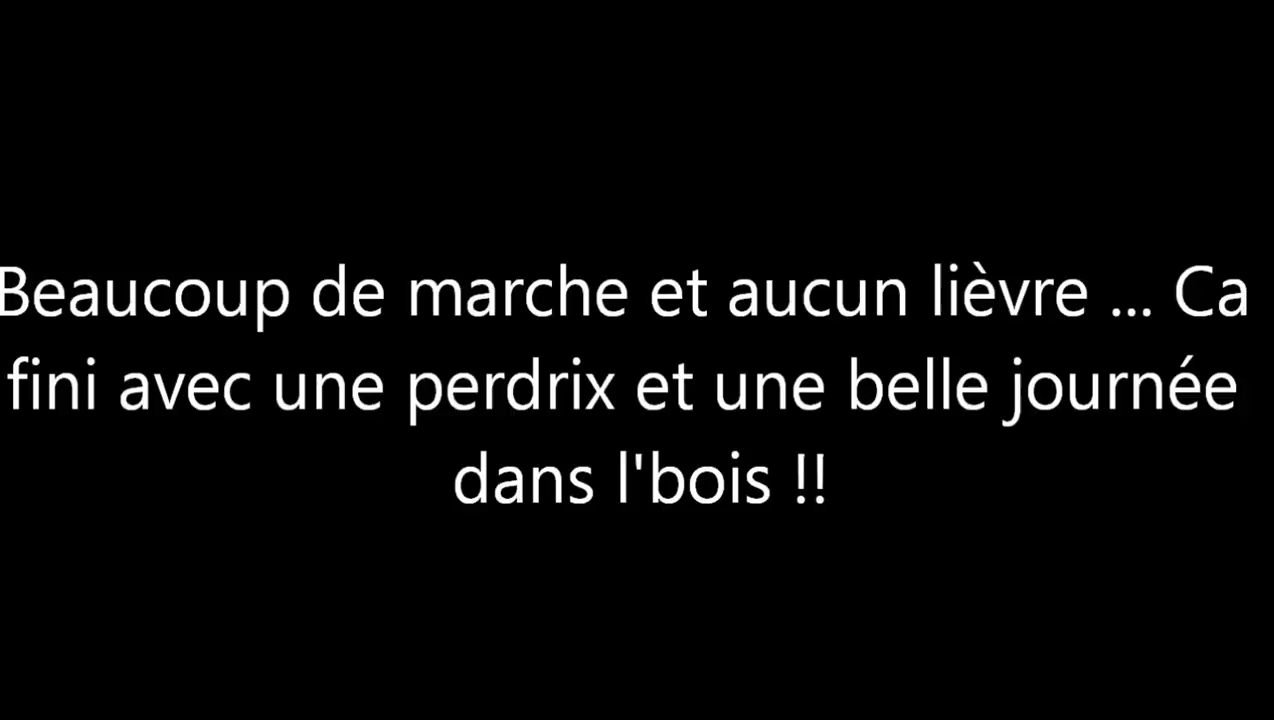 Beaucoup de marche et aucun lièvre ... Ca
fini avec une perdrix et une belle journée
dans l'bois !!